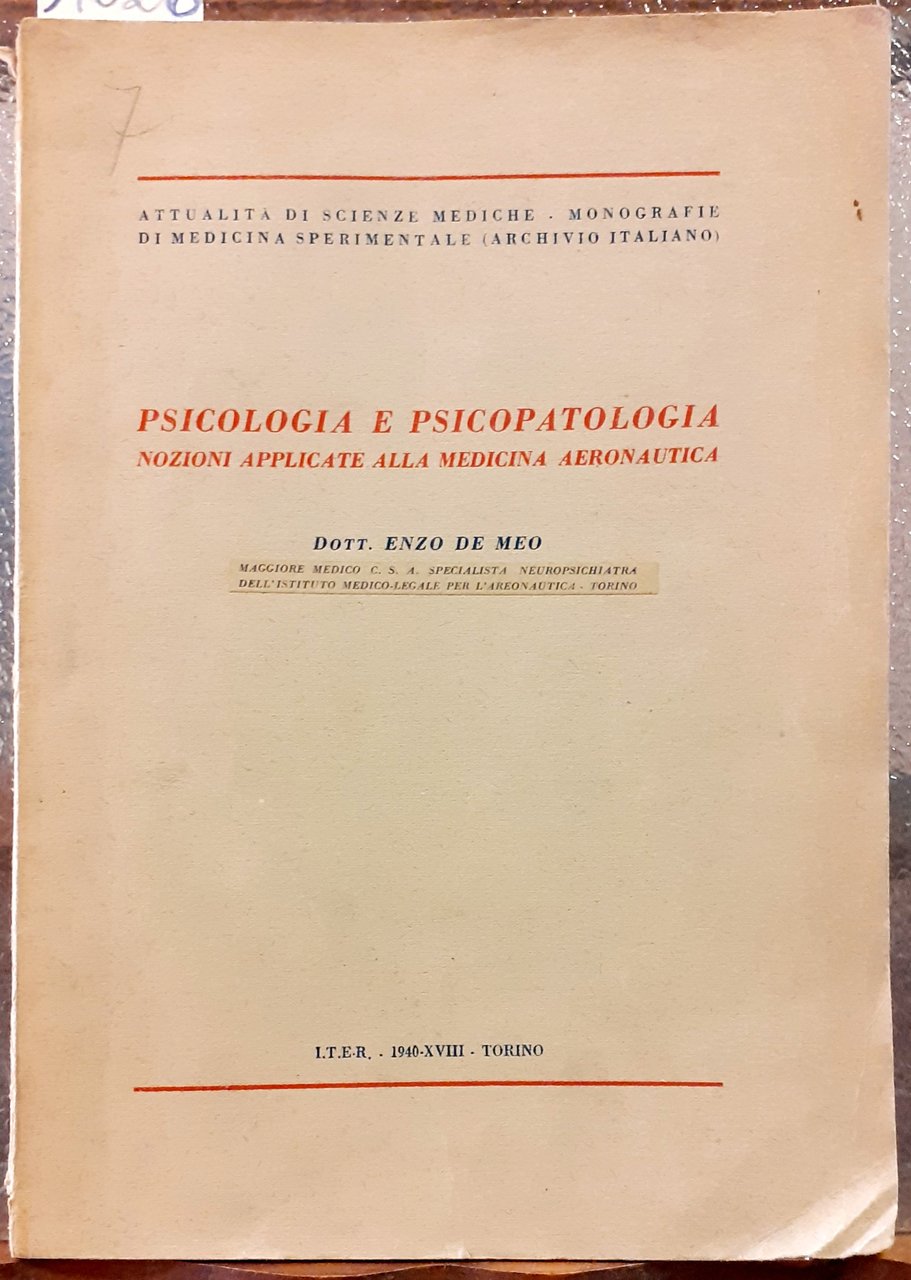 7
ATTUALITÀ DI SCIENZE MEDICHE - MONOGRAFIE
DI MEDICINA SPERIMENTALE (ARCHIVIO ITALIANO)
PSICOLOGIA E PSICOPATOLOGIA
NOZIONI APPLICATE ALLA MEDICINA AERONAUTICA
DOTT. ENZO DE MEO
MAGGIORE MEDICO C. S. A. SPECIALISTA NEUROPSICHIATRA
DELL'ISTITUTO MEDICO-LEGALE PER L'AREONAUTICA - TORINO
I.T.E.R. - 1940-XVIII - TORINO